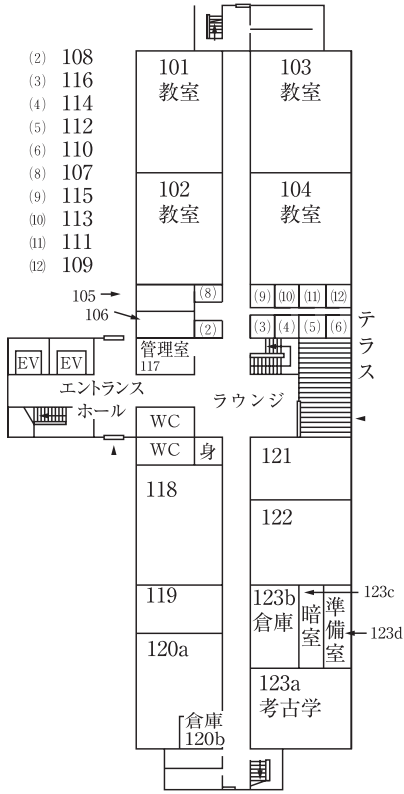 (2) 108
(3) 116
(4) 114
(5) 112
(6) 110
(8) 107
(9) 115
(10) 113
(11) 111
(12) 109
101
教室
103
教室
102
教室
104
教室
105
106
(8)
(2)
(9) (10) (11) (12)
(3) (4) (5) (6)
テラス
管理室
117
EV EV
エントランス
ホール
ラウンジ
WC
WC 身
121
118
122
119
123b
倉庫
暗室
準備室
123c
123d
120a
123a
考古学
倉庫
120b